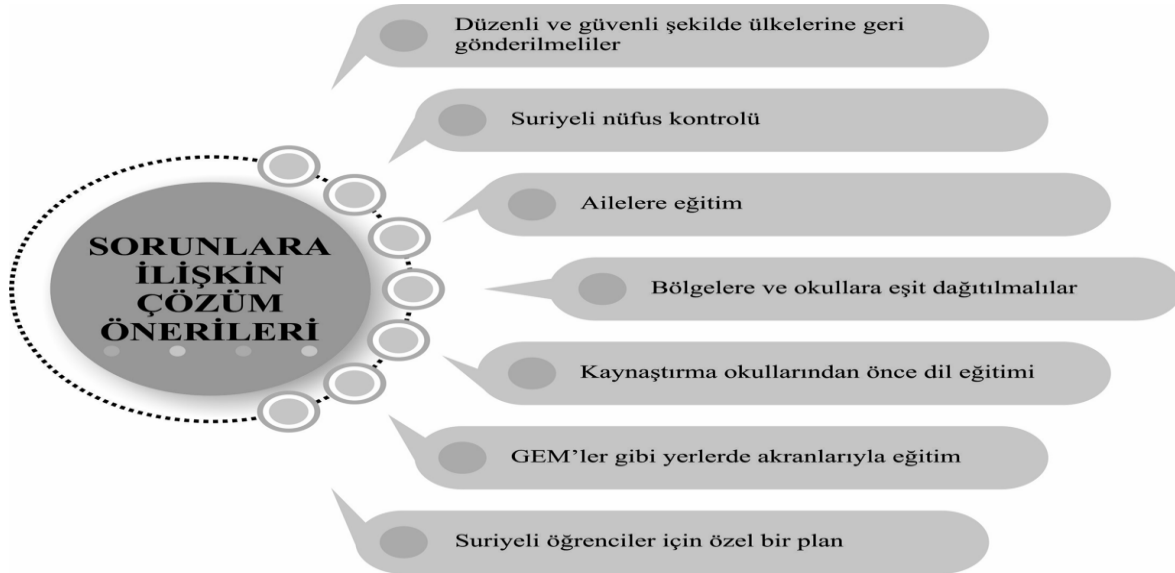 Düzenli ve güvenli şekilde ülkelerine geri
gönderilmeliler
Suriyeli nüfus kontrolü
Ailelere eğitim
SORUNLARA
İLİŞKİN
ÇÖZÜM
ÖNERİLERİ
Bölgelere ve okullara eşit dağıtılmalılar
Kaynaştırma okullarından önce dil eğitimi
GEM’ler gibi yerlerde akranlarıyla eğitim
Suriyeli öğrenciler için özel bir plan